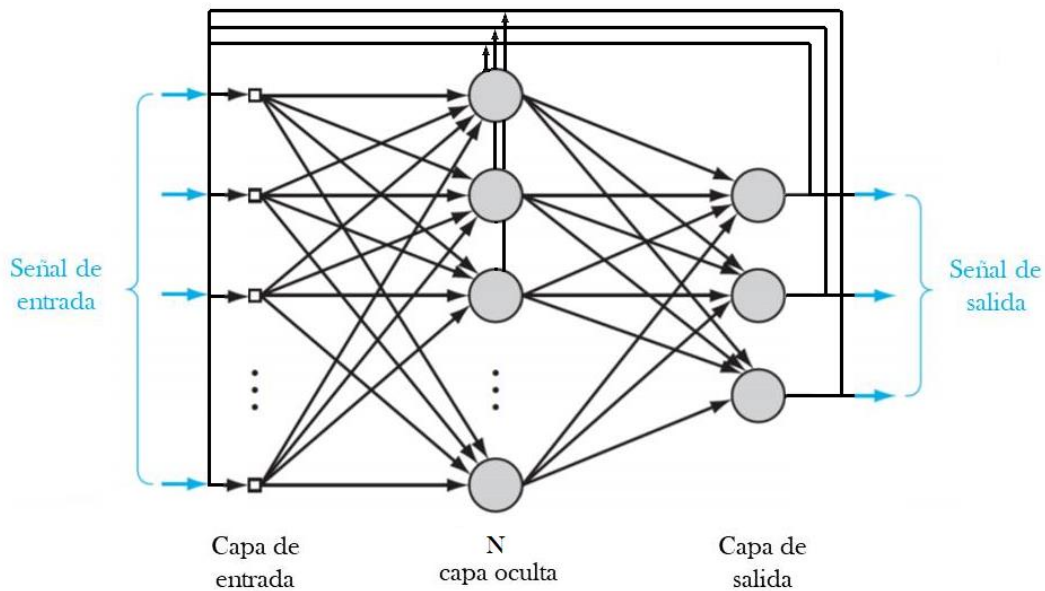 Señal de
entrada
Señal de
salida
Capa de
entrada
N
capa oculta
Capa de
salida